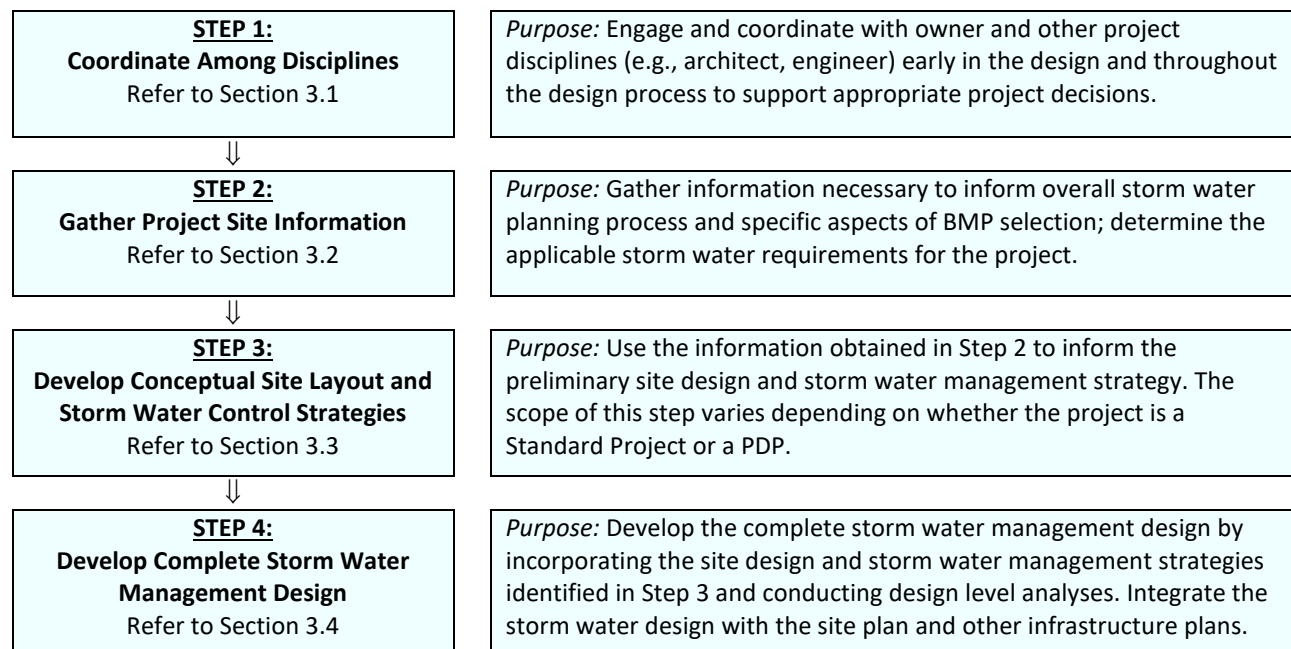 STEP 1:
Coordinate Among Disciplines
Refer to Section 3.1
Purpose: Engage and coordinate with owner and other project
disciplines (e.g., architect, engineer) early in the design and throughout
the design process to support appropriate project decisions.
⇓
STEP 2:
Gather Project Site Information
Refer to Section 3.2
Purpose: Gather information necessary to inform overall storm water
planning process and specific aspects of BMP selection; determine the
applicable storm water requirements for the project.
⇓
STEP 3:
Develop Conceptual Site Layout and
Storm Water Control Strategies
Refer to Section 3.3
Purpose: Use the information obtained in Step 2 to inform the
preliminary site design and storm water management strategy. The
scope of this step varies depending on whether the project is a
Standard Project or a PDP.
⇓
STEP 4:
Develop Complete Storm Water
Management Design
Refer to Section 3.4
Purpose: Develop the complete storm water management design by
incorporating the site design and storm water management strategies
identified in Step 3 and conducting design level analyses. Integrate the
storm water design with the site plan and other infrastructure plans.